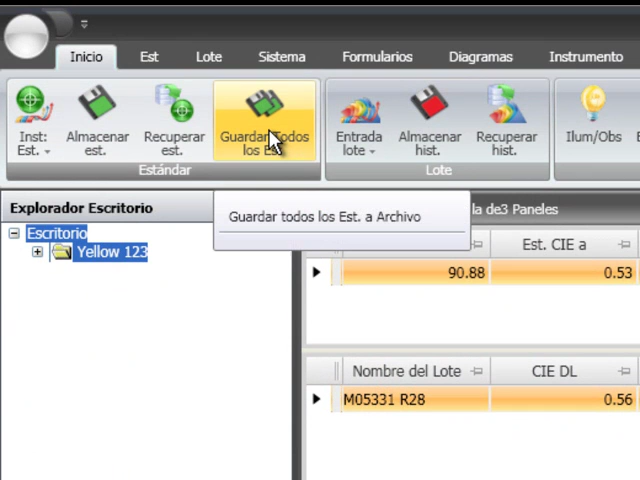 Inicio Est Lote Sistema Formularios Diagramas Instrumento
Inst: Almacenar Recuperar Guardar Todos Entrada Almacenar Recuperar Ilum/Obs
Est. est. est. los Es lote hist. hist.
Estándar Lote
Explorador Escritorio
Guardar todos los Est. a Archivo
la de3 Paneles
Escritorio
Yellow 123
Est. CIE a
90.88 0.53
Nombre del Lote CIE DL
M05331 R28 0.56